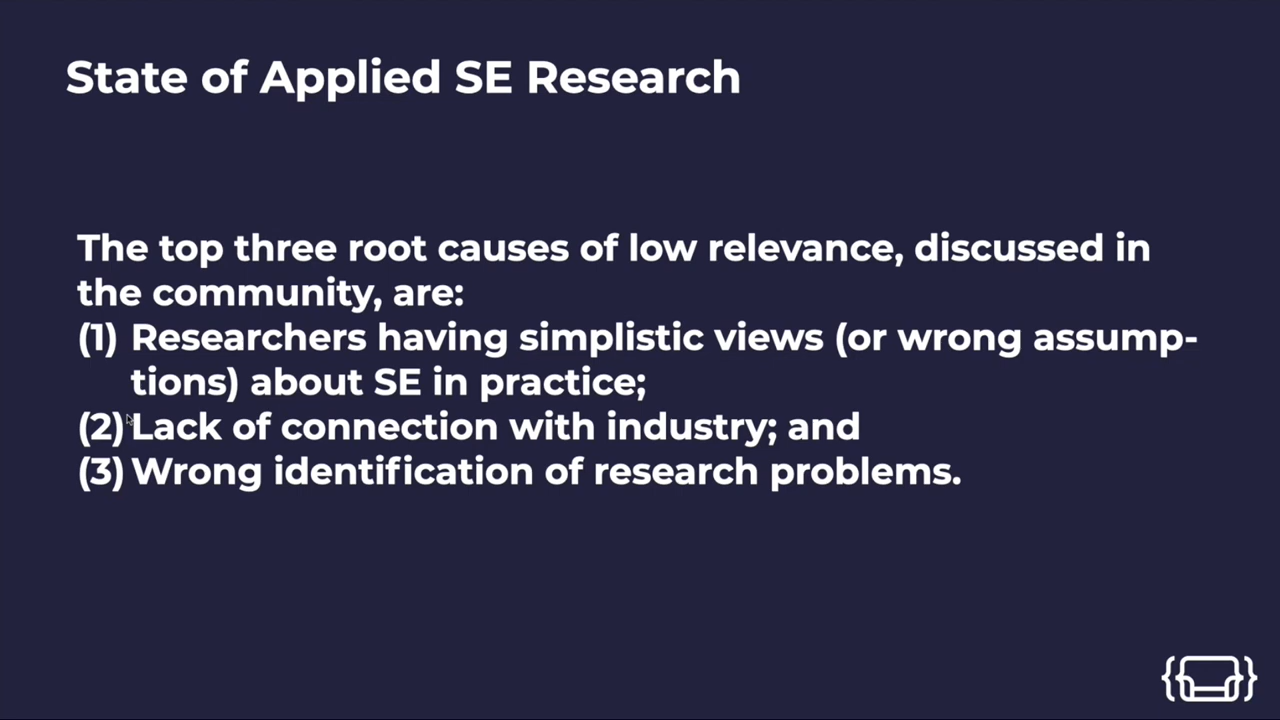 State of Applied SE Research
The top three root causes of low relevance, discussed in
the community, are:
(1) Researchers having simplistic views (or wrong assump-
tions) about SE in practice;
(2) Lack of connection with industry; and
(3) Wrong identification of research problems.